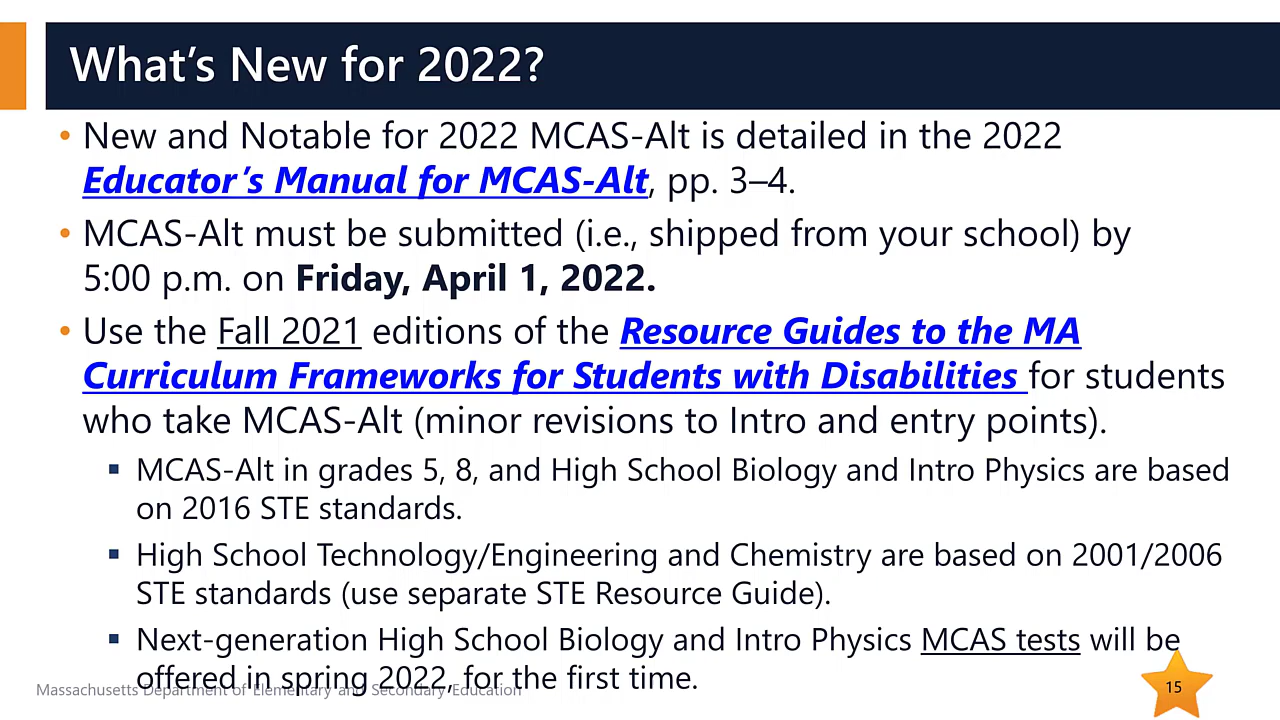 What's New for 2022?
• New and Notable for 2022 MCAS-Alt is detailed in the 2022
Educator's Manual for MCAS-Alt, pp. 3–4.
• MCAS-Alt must be submitted (i.e., shipped from your school) by
5:00 p.m. on Friday, April 1, 2022.
• Use the Fall 2021 editions of the Resource Guides to the MA
Curriculum Frameworks for Students with Disabilities for students
who take MCAS-Alt (minor revisions to Intro and entry points).
▪ MCAS-Alt in grades 5, 8, and High School Biology and Intro Physics are based
on 2016 STE standards.
▪ High School Technology/Engineering and Chemistry are based on 2001/2006
STE standards (use separate STE Resource Guide).
▪ Next-generation High School Biology and Intro Physics MCAS tests will be
offered in spring 2022, for the first time.
Massachusetts Department of Elementary and Secondary Education
15